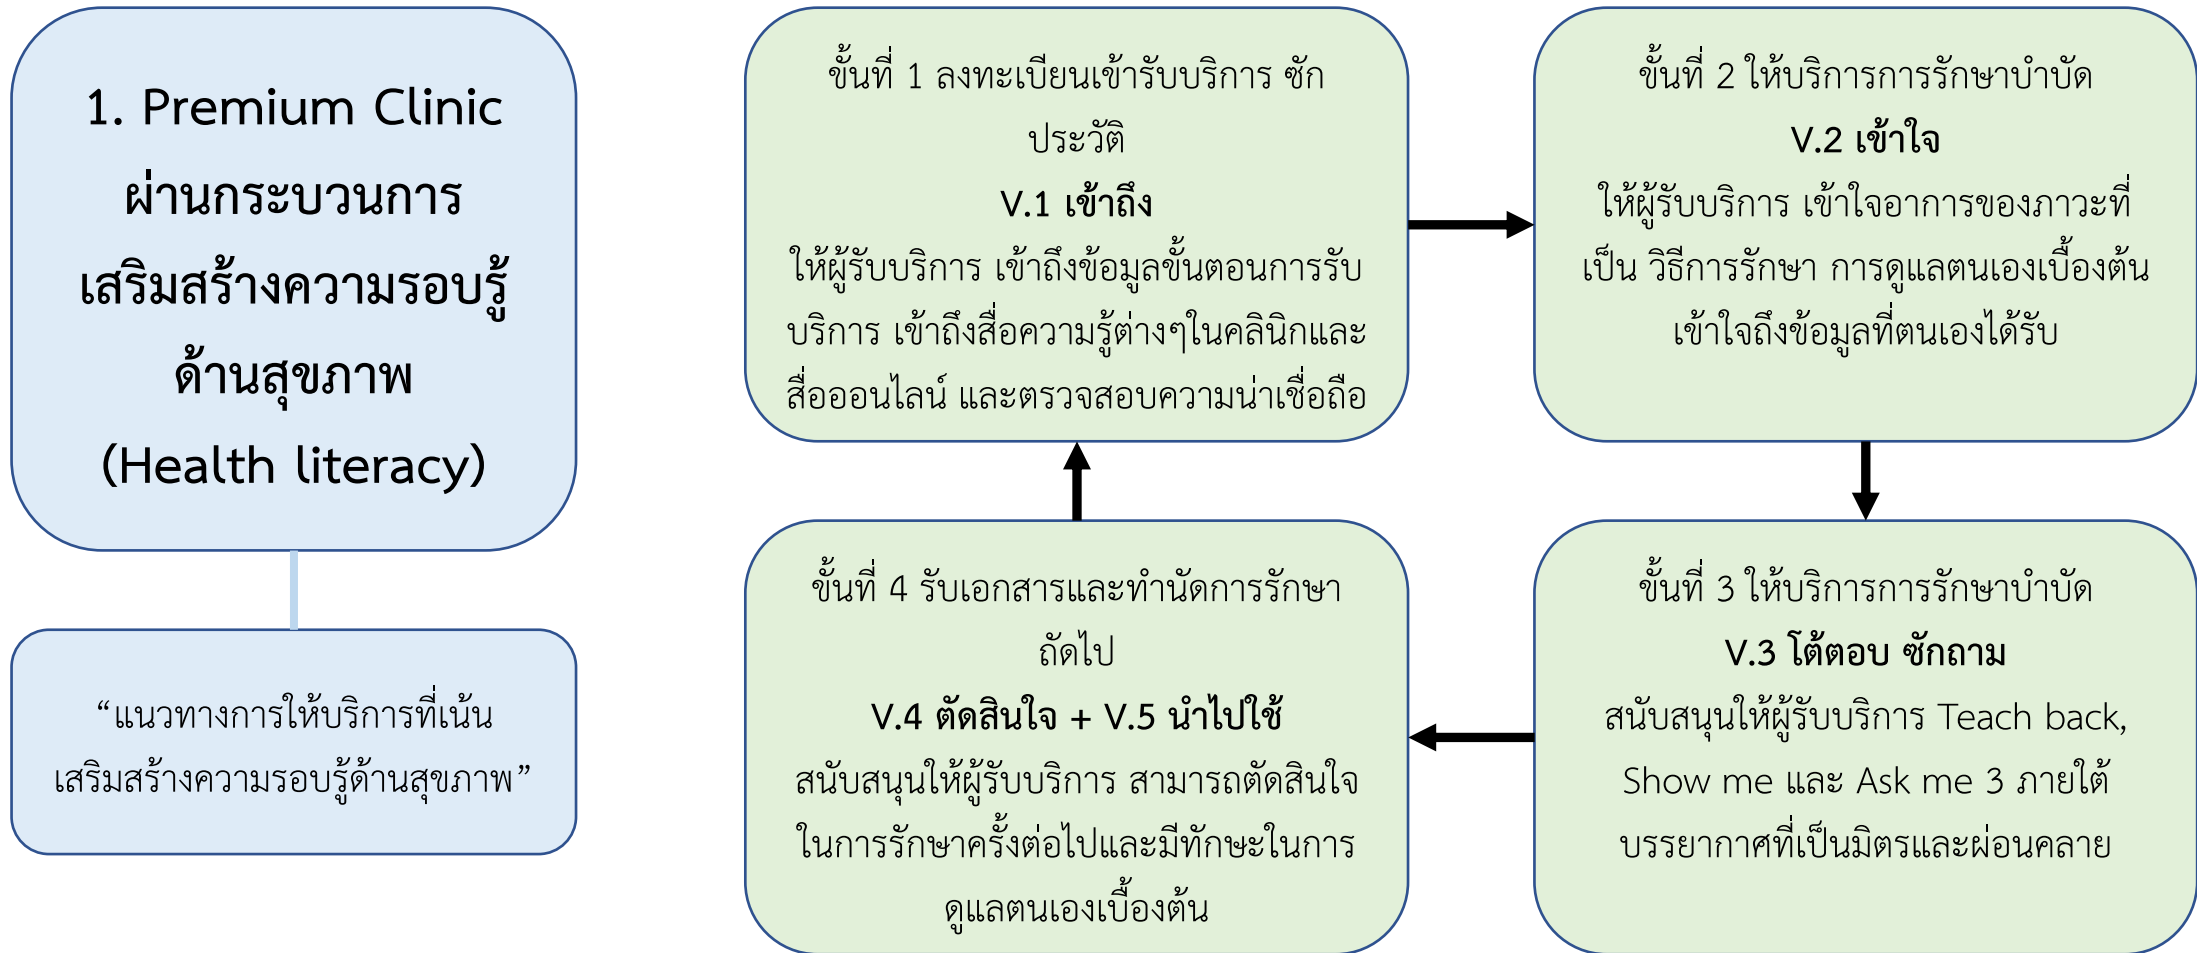 1. Premium Clinic
ผ่านกระบวนการ
เสริมสร้างความรอบรู้
ด้านสุขภาพ
(Health literacy)
“แนวทางการให้บริการที่เน้น
เสริมสร้างความรอบรู้ด้านสุขภาพ”
ขั้นที่ 1 ลงทะเบียนเข้ารับบริการ ซัก
ประวัติ
V.1 เข้าถึง
ให้ผู้รับบริการ เข้าถึงข้อมูลขั้นตอนการรับ
บริการ เข้าถึงสื่อความรู้ต่างๆในคลินิกและ
สื่อออนไลน์ และตรวจสอบความน่าเชื่อถือ
ขั้นที่ 2 ให้บริการการรักษาบำบัด
V.2 เข้าใจ
ให้ผู้รับบริการ เข้าใจอาการของภาวะที่
เป็น วิธีการรักษา การดูแลตนเองเบื้องต้น
เข้าใจถึงข้อมูลที่ตนเองได้รับ
ขั้นที่ 3 ให้บริการการรักษาบำบัด
V.3 โต้ตอบ ซักถาม
สนับสนุนให้ผู้รับบริการ Teach back,
Show me และ Ask me 3 ภายใต้
บรรยากาศที่เป็นมิตรและผ่อนคลาย
ขั้นที่ 4 รับเอกสารและทำนัดการรักษา
ถัดไป
V.4 ตัดสินใจ + V.5 นำไปใช้
สนับสนุนให้ผู้รับบริการ สามารถตัดสินใจ
ในการรักษาครั้งต่อไปและมีทักษะในการ
ดูแลตนเองเบื้องต้น